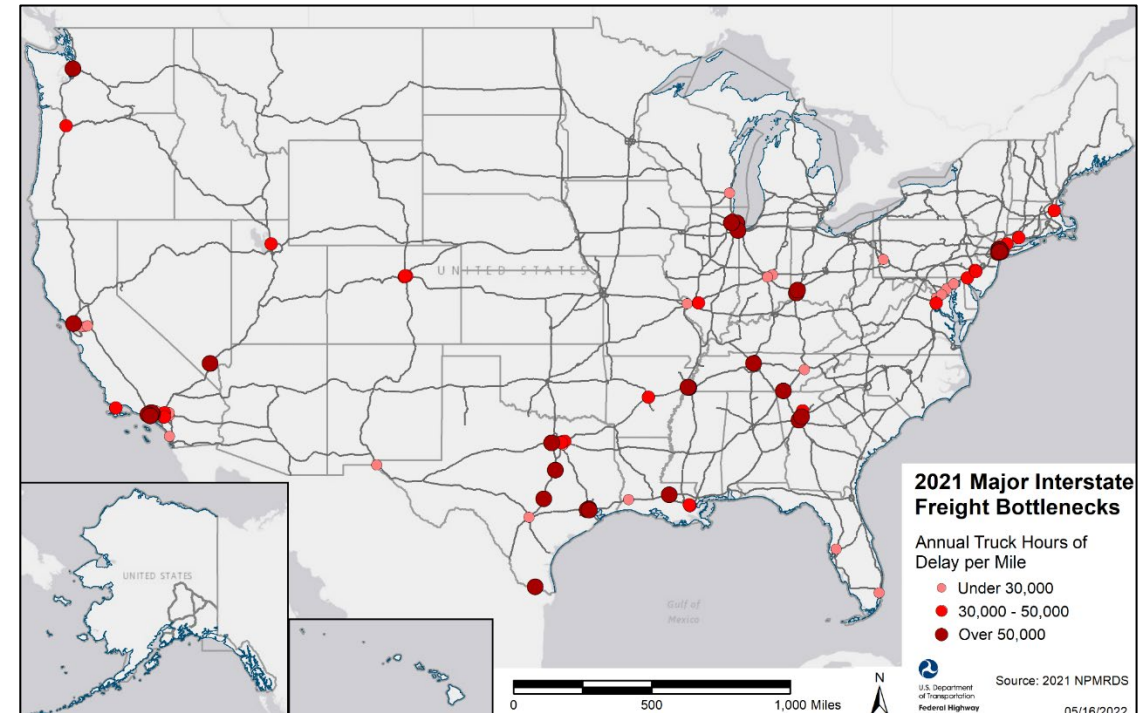 UNITED STATES
2021 Major Interstate
Freight Bottlenecks
Annual Truck Hours of
Delay per Mile
Under 30,000
30,000 - 50,000
Over 50,000
UNITED STATES
Gulf of
Mexico
N
U.S. Department
of Transportation
Federal Highway
Source: 2021 NPMRDS
05/16/2022
0 500 1,000 Miles